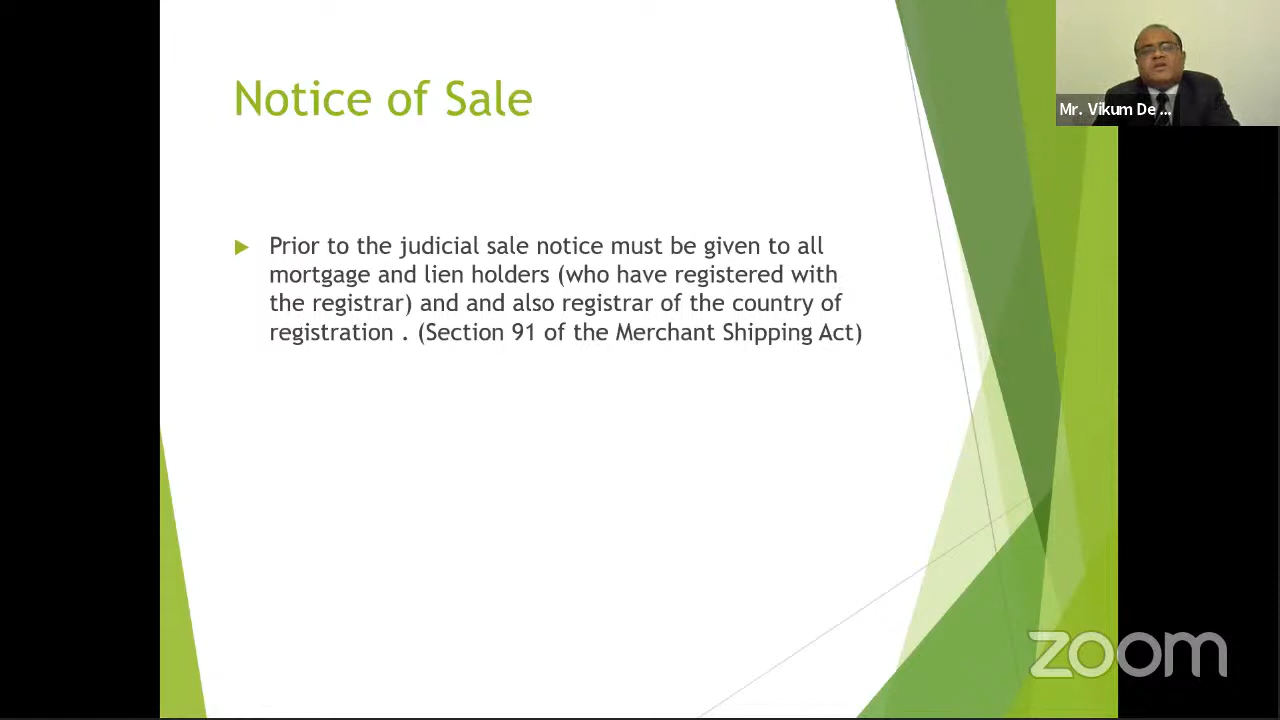 Notice of Sale
Mr. Vikum De ...
Prior to the judicial sale notice must be given to all
mortgage and lien holders (who have registered with
the registrar) and and also registrar of the country of
registration . (Section 91 of the Merchant Shipping Act)
zoom